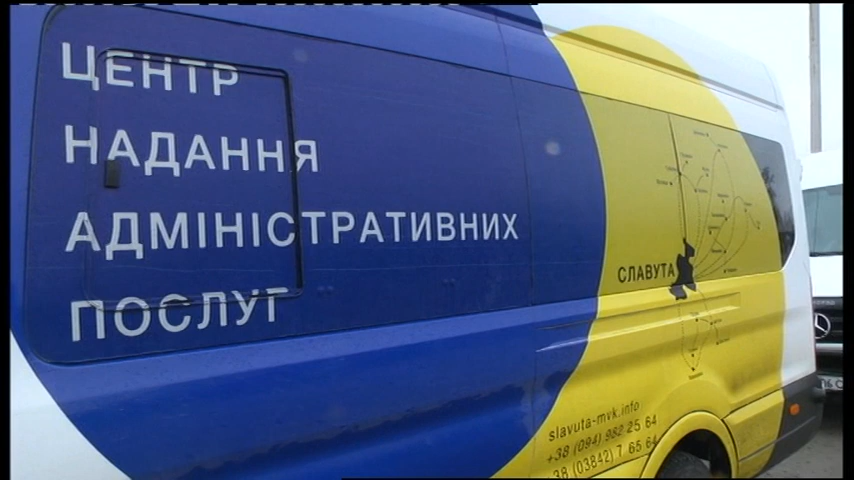 ЦЕНТР
НАДАННЯ
АДМІНІСТРАТИВНИХ
ПОСЛУГ
СЛАВУТА
slavuta-mvk.info
+38 (094) 982 25 64
+38 (03842) 7 65 64